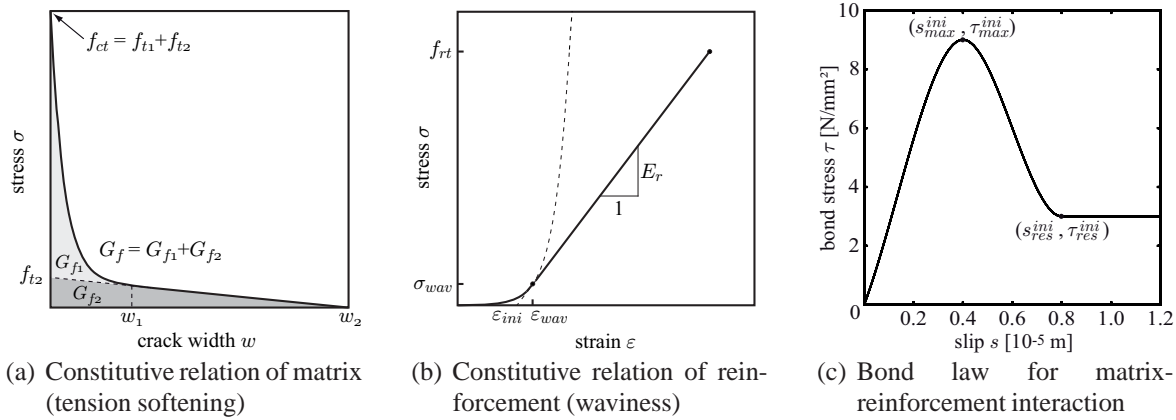 f_ct = f_t1+f_t2
G_f = G_f1+G_f2
G_f1
G_f2
f_t2
w_1
w_2
crack width w
stress σ
(a) Constitutive relation of matrix
(tension softening)
f_rt
E_r
1
σ_wav
ε_ini
ε_wav
strain ε
stress σ
(b) Constitutive relation of rein-
forcement (waviness)
10
8
6
4
2
0
0.2
0.4
0.6
0.8
1.0
1.2
(s_max^ini, τ_max^ini)
(s_res^ini, τ_res^ini)
bond stress τ [N/mm²]
slip s [10⁻⁵ m]
(c) Bond law for matrix-
reinforcement interaction